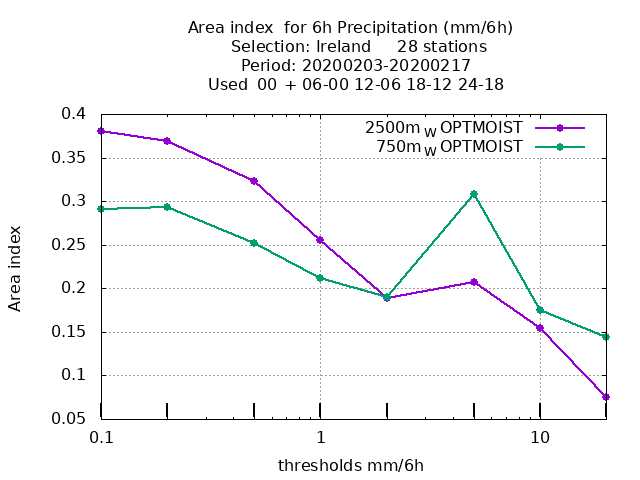 Area index  for 6h Precipitation (mm/6h)
Selection: Ireland     28 stations
Period: 20200203-20200217
Used  00  + 06-00 12-06 18-12 24-18
2500m W OPTMOIST
750m W OPTMOIST
0.4
0.35
0.3
0.25
0.2
0.15
0.1
0.05
Area index
0.1 1 10
thresholds mm/6h